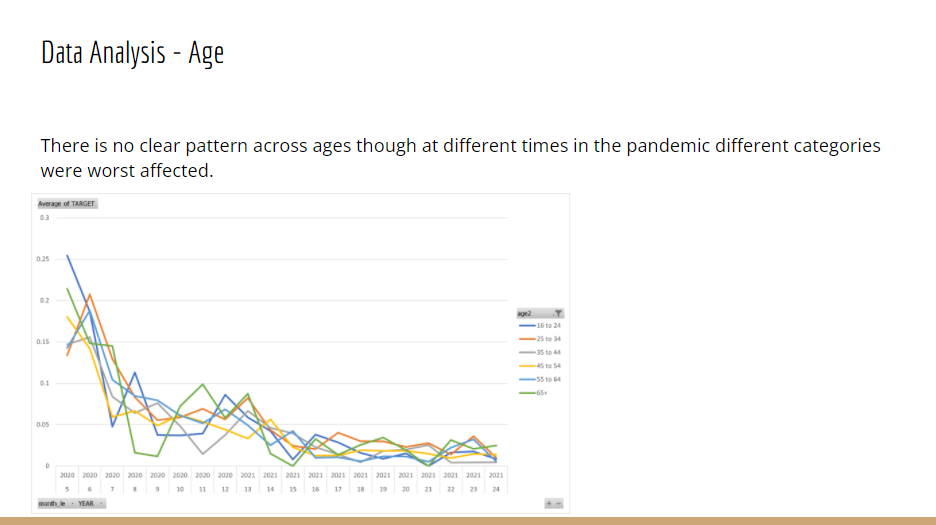 Data Analysis - Age
There is no clear pattern across ages though at different times in the pandemic different categories
were worst affected.
Average of TARGET
0.3
0.25
0.2
0.15
0.1
0.05
0
age2
16 to 24
25 to 34
35 to 44
45 to 54
55 to 64
65+
2020 2020 2020 2020 2020 2020 2020 2020 2021 2021 2021 2021 2021 2021 2021 2021 2021 2021 2021 2021
5 6 7 8 9 10 11 12 13 14 15 16 17 18 19 20 21 22 23 24
month_le YEAR